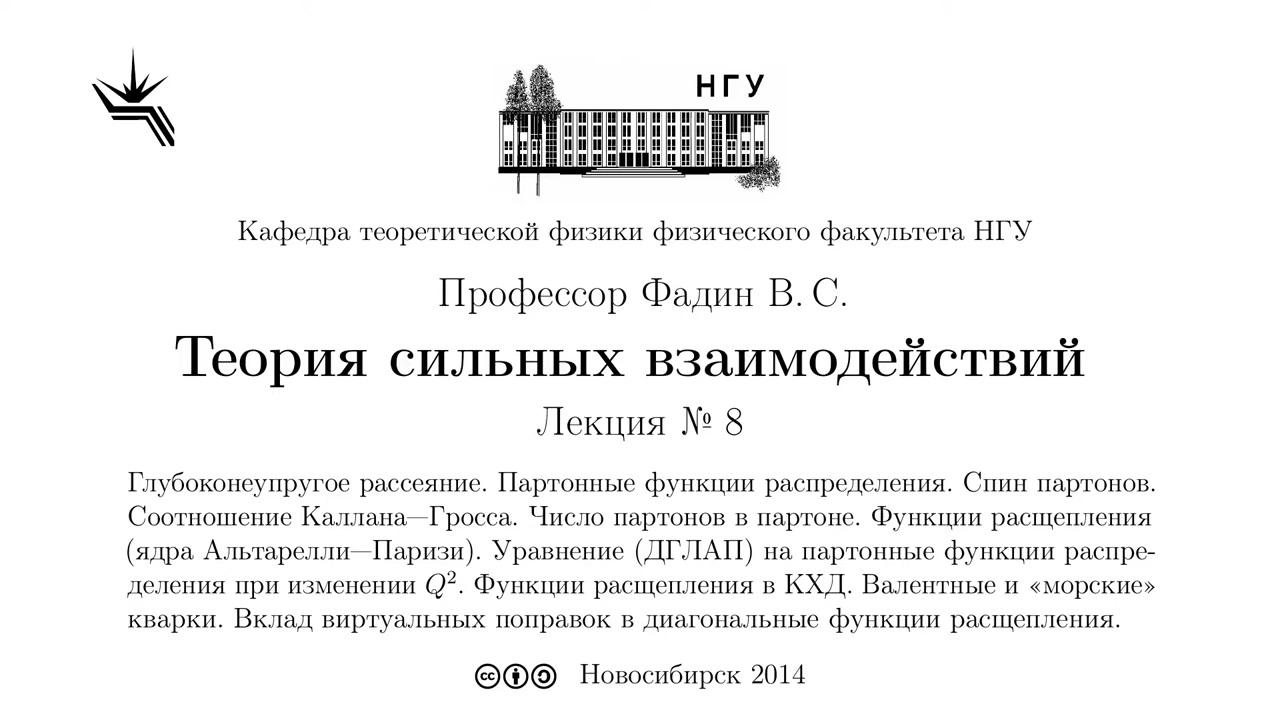 НГУ
Кафедра теоретической физики физического факультета НГУ
Профессор Фадин В. С.
Теория сильных взаимодействий
Лекция № 8
Глубоконеупругое рассеяние. Партонные функции распределения. Спин партонов.
Соотношение Каллана—Гросса. Число партонов в партоне. Функции расщепления
(ядра Альтарелли—Паризи). Уравнение (ДГЛАП) на партонные функции распре-
деления при изменении Q². Функции расщепления в КХД. Валентные и «морские»
кварки. Вклад виртуальных поправок в диагональные функции расщепления.
cc Новосибирск 2014